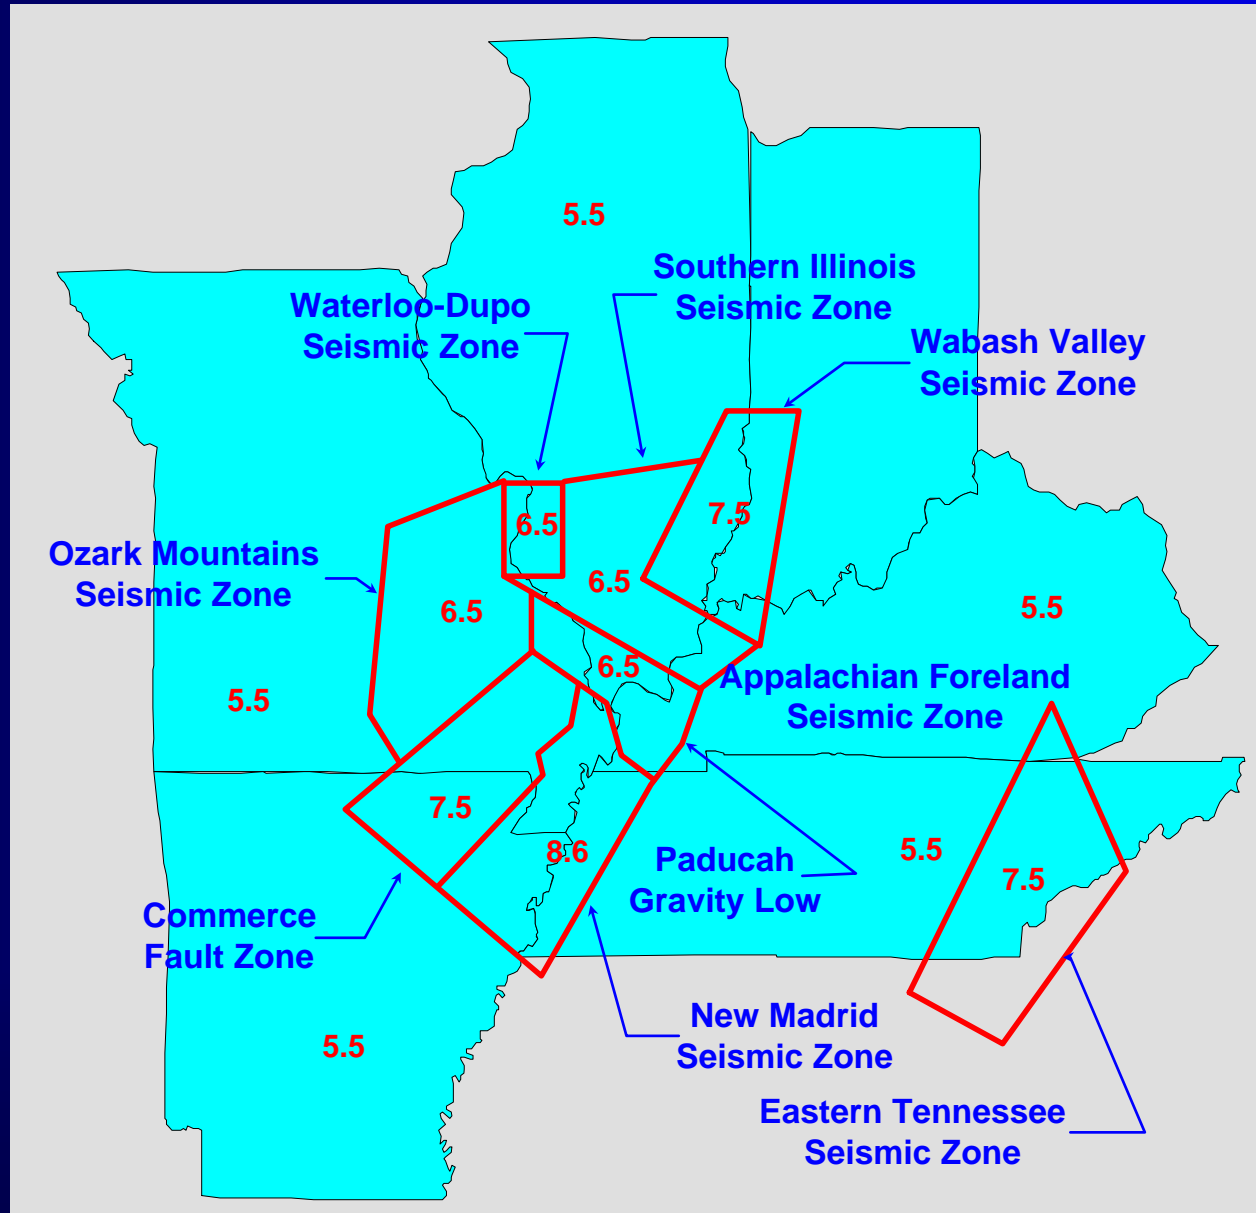 5.5
Southern Illinois
Seismic Zone
Waterloo-Dupo
Seismic Zone
Wabash Valley
Seismic Zone
7.5
6.5
Ozark Mountains
Seismic Zone
6.5
6.5
5.5
6.5
Appalachian Foreland
Seismic Zone
5.5
7.5
8.6
5.5
Paducah
Gravity Low
7.5
Commerce
Fault Zone
New Madrid
Seismic Zone
5.5
Eastern Tennessee
Seismic Zone